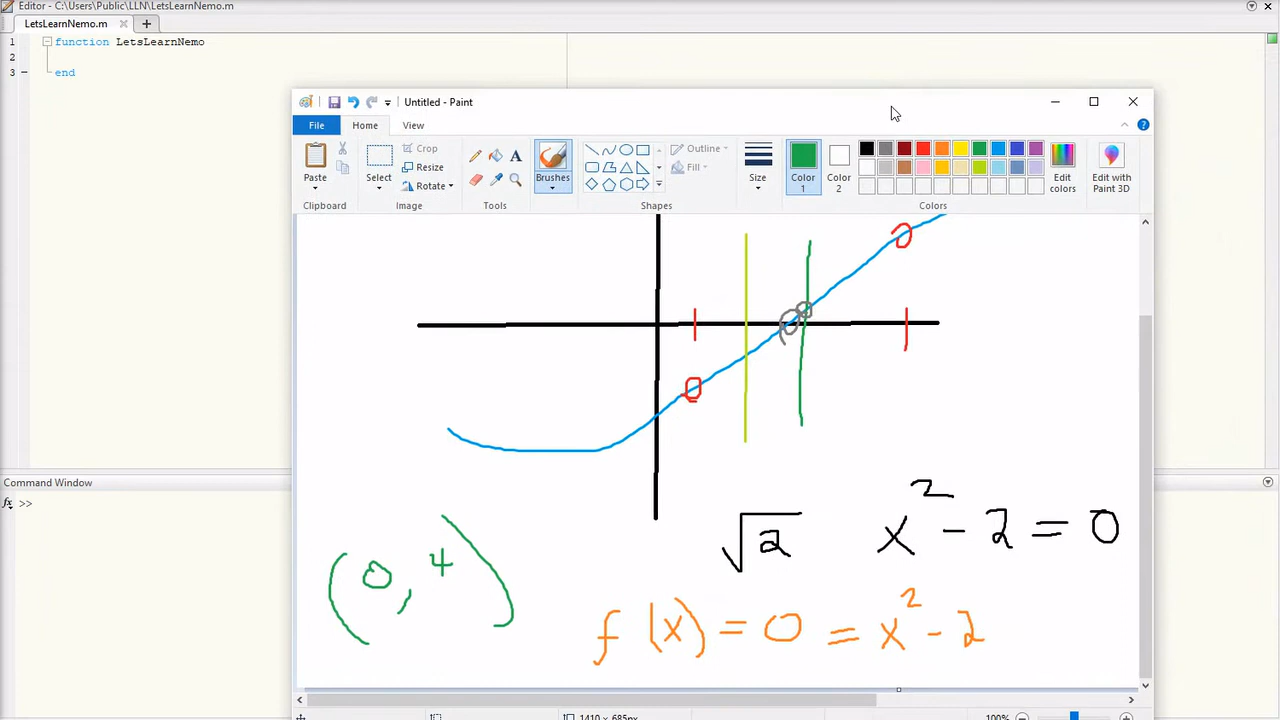 Editor - C:\Users\Public\LLN\LetsLearnNemo.m
LetsLearnNemo.m
1 function LetsLearnNemo
2
3 end
Untitled - Paint
File Home View
Paste
Select
Crop
Resize
Rotate
Brushes
Outline
Fill
Size
Color 1
Color 2
Edit colors
Edit with Paint 3D
Clipboard Image Tools Shapes Colors
Command Window
fx >>
√2 x² - 2 = 0
(0, 4)
f(x) = 0 = x² - 2
1410 × 685px 100%